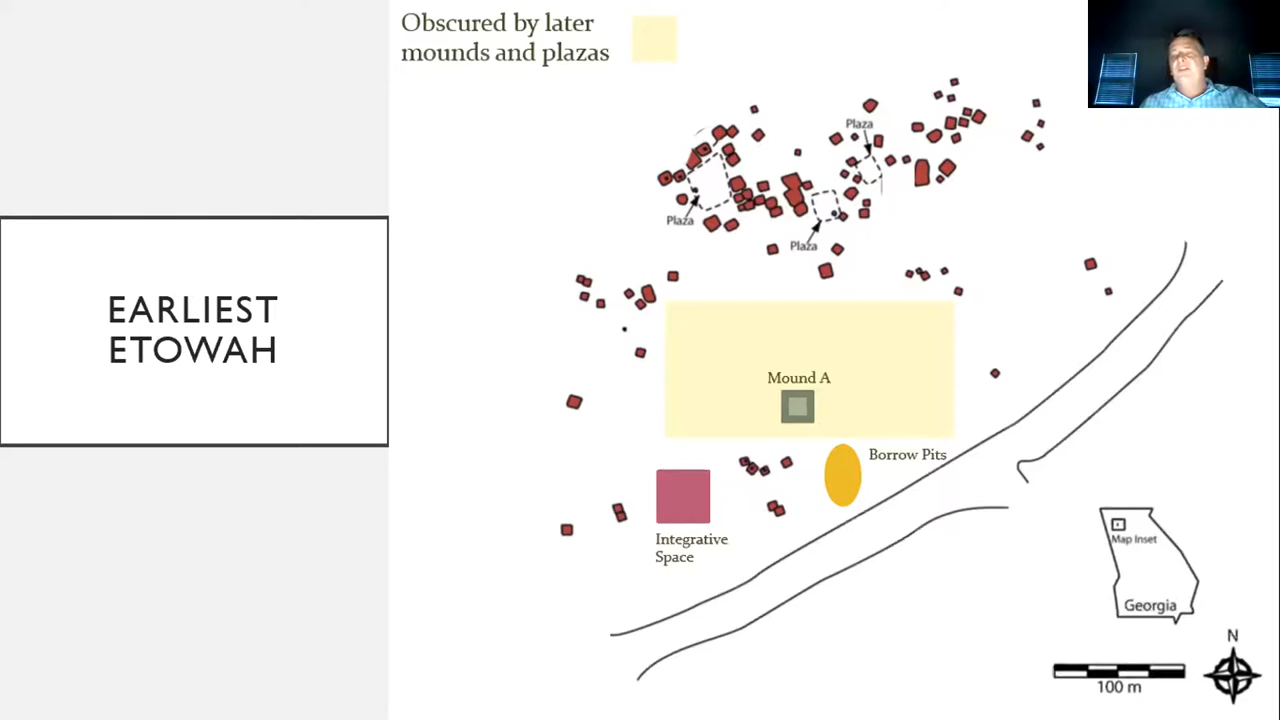 Obscured by later
mounds and plazas
EARLIEST
ETOWAH
Plaza
Plaza
Plaza
Mound A
Borrow Pits
Integrative
Space
Map Inset
Georgia
N
100 m